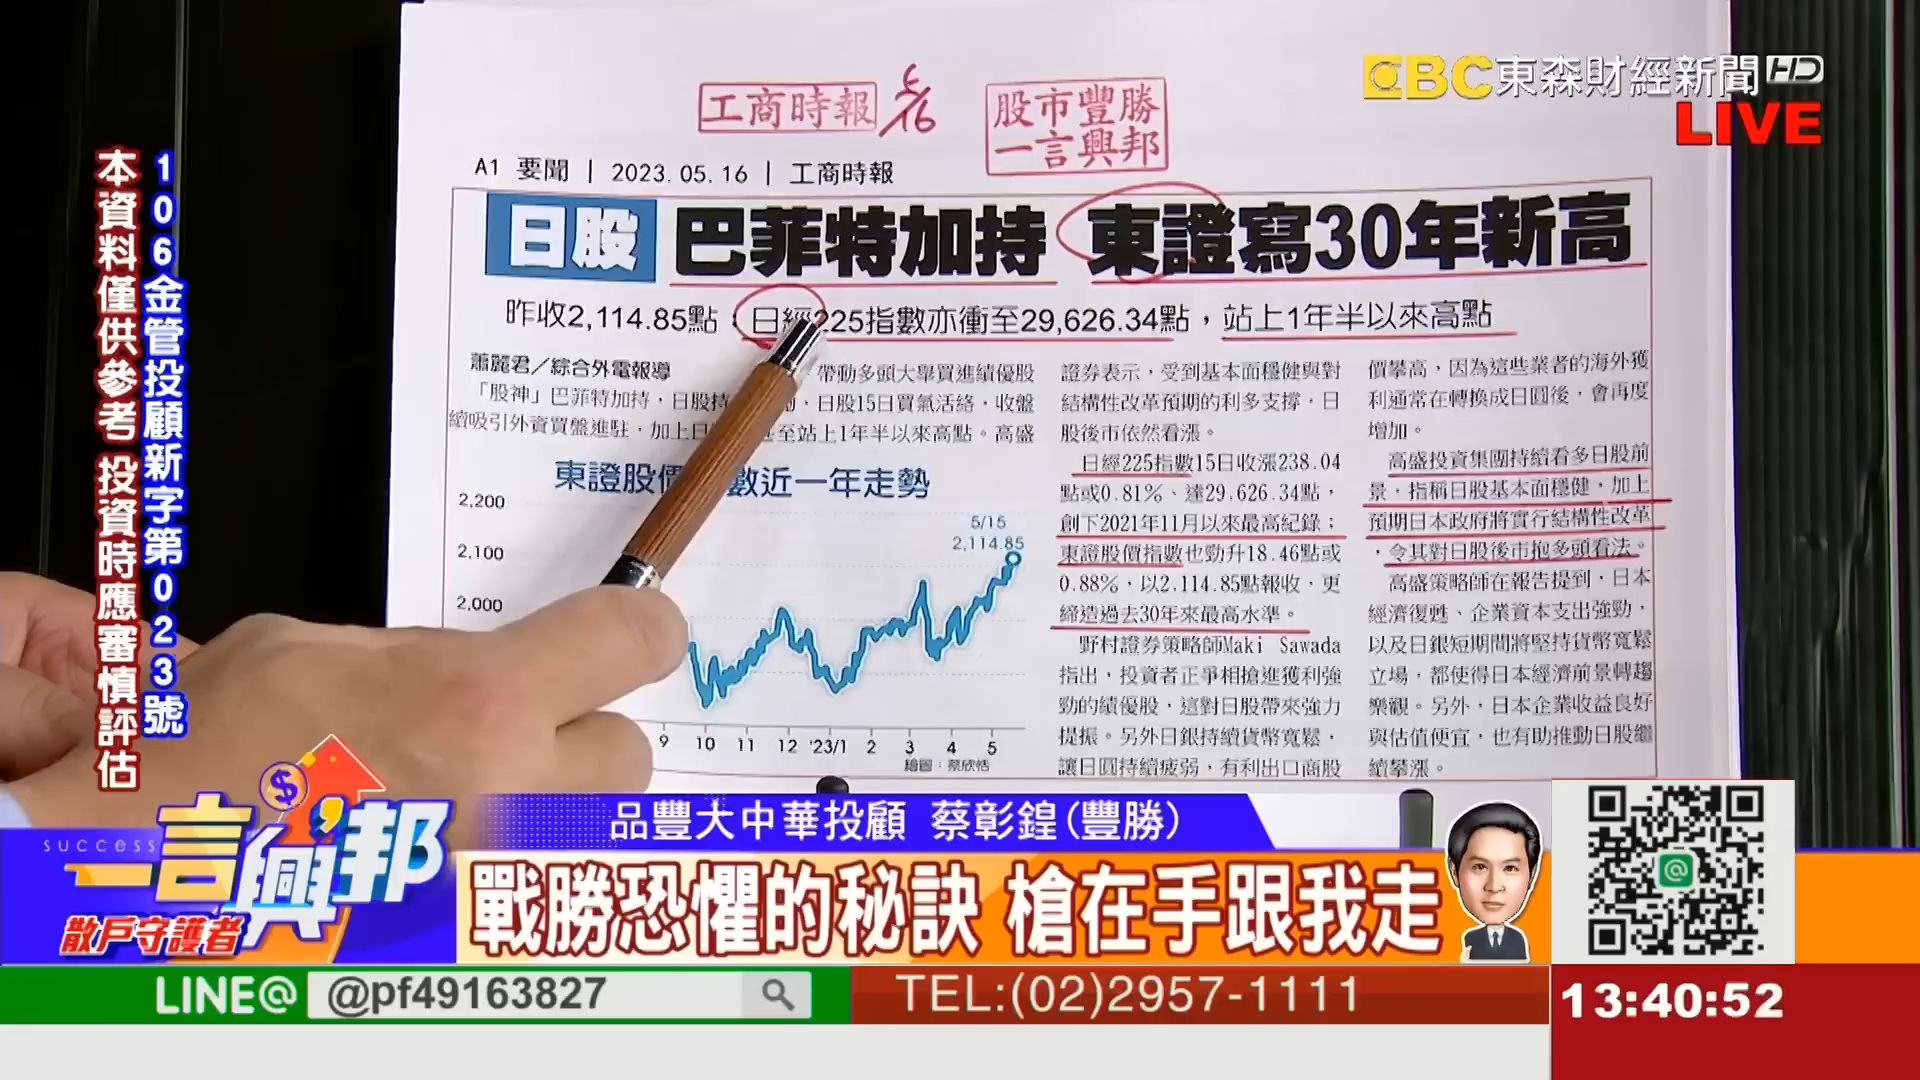 工商時報 5/16
股市豐勝
一言興邦
EBC東森財經新聞HD
LIVE
106金管投顧新字第023號
本資料僅供參考 投資時應審慎評估
A1 要聞 | 2023.05.16 | 工商時報
日股 巴菲特加持 東證寫30年新高
昨收2,114.85點,日經225指數亦衝至29,626.34點,站上1年半以來高點
蕭麗君/綜合外電報導
「股神」巴菲特加持,日股持
續吸引外資買盤進駐,加上日
帶動多頭大舉買進績優股
,日股15日買氣活絡,收盤
至站上1年半以來高點。高盛
東證股價 數近一年走勢
2,200
2,100
2,000
5/15
2,114.85
9 10 11 12 '23/1 2 3 4 5
繪圖:蔡欣恬
證券表示,受到基本面穩健與對
結構性改革預期的利多支撐,日
股後市依然看漲。
日經225指數15日收漲238.04
點或0.81%、達29,626.34點,
創下2021年11月以來最高紀錄;
東證股價指數也勁升18.46點或
0.88%,以2,114.85點報收,更
締造過去30年來最高水準。
野村證券策略師Maki Sawada
指出,投資者正爭相搶進獲利強
勁的績優股,這對日股帶來強力
提振。另外日銀持續貨幣寬鬆,
讓日圓持續疲弱,有利出口商股
價攀高,因為這些業者的海外獲
利通常在轉換成日圓後,會再度
增加。
高盛投資集團持續看多日股前
景,指稱日股基本面穩健,加上
預期日本政府將實行結構性改革
,令其對日股後市抱多頭看法。
高盛策略師在報告提到,日本
經濟復甦、企業資本支出強勁,
以及日銀短期間將堅持貨幣寬鬆
立場,都使得日本經濟前景轉趨
樂觀。另外,日本企業收益良好
與估值便宜,也有助推動日股繼
續攀漲。
success
一言興邦
散戶守護者
品豐大中華投顧 蔡彰鍠(豐勝)
戰勝恐懼的秘訣 槍在手跟我走
LINE@ @pf49163827
TEL:(02)2957-1111
13:40:52